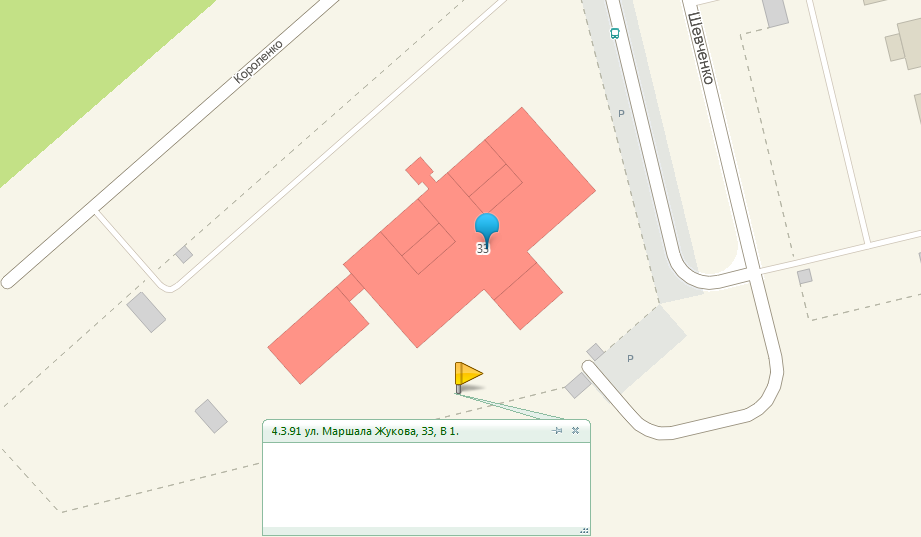 Короленко
Шевченко
P
33
P
4.3.91 ул. Маршала Жукова, 33, В 1.